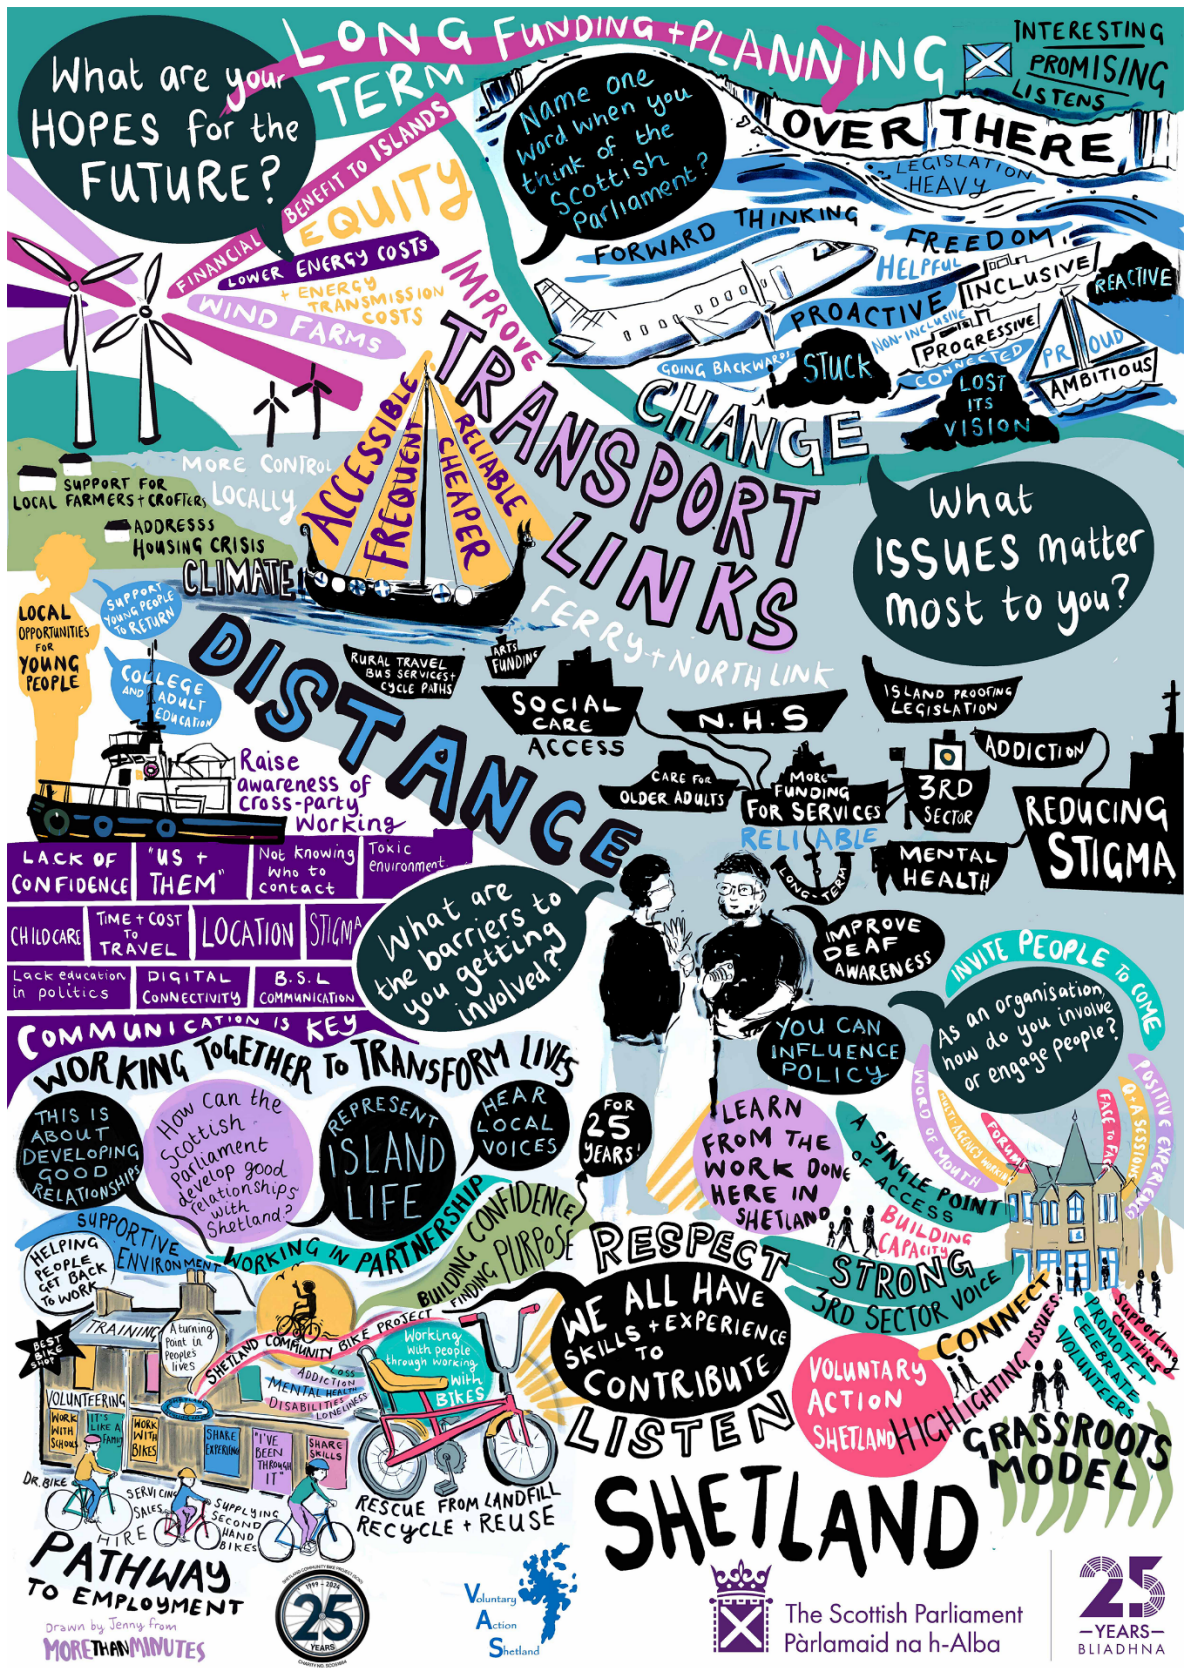 What are your
HOPES for the
FUTURE?
LONG
TERM
FUNDING + PLANNING
FINANCIAL BENEFIT TO ISLANDS
EQUITY
LOWER ENERGY COSTS
+ ENERGY
TRANSMISSION
COSTS
WIND FARMS
Name one
word when you
think of the
Scottish
Parliament?
INTERESTING
PROMISING
LISTENS
OVER THERE
LEGISLATION
HEAVY
FORWARD THINKING
FREEDOM
HELPFUL
INCLUSIVE
REACTIVE
PROACTIVE
NON-INCLUSIVE
PROGRESSIVE
CONNECTED
PROUD
AMBITIOUS
GOING BACKWARDS
STUCK
LOST
ITS
VISION
CHANGE
IMPROVE
TRANSPORT
LINKS
ACCESSIBLE
FREQUENT
RELIABLE
CHEAPER
MORE CONTROL
LOCALLY
SUPPORT FOR
LOCAL FARMERS + CROFTERS
ADDRESSS
HOUSING CRISIS
CLIMATE
FERRY + NORTH LINK
What
ISSUES matter
most to you?
LOCAL
OPPORTUNITIES
FOR
YOUNG
PEOPLE
SUPPORT
YOUNG PEOPLE
TO RETURN
COLLEGE
AND ADULT
EDUCATION
DISTANCE
RURAL TRAVEL
BUS SERVICES +
CYCLE PATHS
ARTS
FUNDING
SOCIAL
CARE
ACCESS
N.H.S
ISLAND PROOFING
LEGISLATION
CARE FOR
OLDER ADULTS
MORE
FUNDING
FOR SERVICES
RELIABLE
LONG-TERM
3RD
SECTOR
ADDICTION
MENTAL
HEALTH
REDUCING
STIGMA
Raise
awareness of
cross-party
Working
LACK OF
CONFIDENCE
"US +
THEM"
Not knowing
who to
contact
Toxic
environment
CHILDCARE
TIME + COST
TO
TRAVEL
LOCATION
STIGMA
Lack education
in politics
DIGITAL
CONNECTIVITY
B.S.L
COMMUNICATION
COMMUNICATION IS KEY
What are
the barriers to
you getting
involved?
IMPROVE
DEAF
AWARENESS
YOU CAN
INFLUENCE
POLICY
INVITE PEOPLE TO COME
As an organisation,
how do you involve
or engage people?
WORD OF MOUTH
MULTI-AGENCY WORKING
FORUMS
FACE TO FACE
Q+A SESSIONS
POSITIVE EXPERIENCE
WORKING TOGETHER TO TRANSFORM LIVES
THIS IS
ABOUT
DEVELOPING
GOOD
RELATIONSHIPS
How can the
Scottish
Parliament
develop good
relationships
with
Shetland?
REPRESENT
ISLAND
LIFE
HEAR
LOCAL
VOICES
FOR
25
YEARS!
LEARN
FROM THE
WORK DONE
HERE IN
SHETLAND
A SINGLE POINT
OF ACCESS
BUILDING
CAPACITY
STRONG
3RD SECTOR VOICE
SUPPORTIVE
ENVIRONMENT
WORKING IN PARTNERSHIP
BUILDING CONFIDENCE,
FINDING PURPOSE
HELPING
PEOPLE
GET BACK
TO WORK
RESPECT
WE ALL HAVE
SKILLS + EXPERIENCE
TO
CONTRIBUTE
LISTEN
CONNECT
HIGHLIGHTING ISSUES
Supporting
charities
PROMOTE +
CELEBRATE
VOLUNTEERS
VOLUNTARY
ACTION
SHETLAND
GRASSROOTS
MODEL
BEST
BIKE
SHOP
TRAINING
A turning
Point in
People's
lives
SHETLAND COMMUNITY BIKE PROJECT
LOSS
ADDICTION
MENTAL HEALTH
DISABILITIES
LONELINESS
Working
with people
through working
with
BIKES
VOLUNTEERING
WORK
WITH
SCHOOLS
IT'S
LIKE A
FAMILY
WORK
WITH
BIKES
SHARE
EXPERIENCE
"I'VE
BEEN
THROUGH
IT"
SHARE
SKILLS
DR. BIKE
SERVICING
SALES
HIRE
SUPPLYING
SECOND
HAND
BIKES
RESCUE FROM LANDFILL
RECYCLE + REUSE
PATHWAY
TO EMPLOYMENT
SHETLAND
Drawn by Jenny from
MORETHANMINUTES
SHETLAND COMMUNITY BIKE PROJECT
1999 - 2024
25
YEARS
Voluntary
Action
Shetland
The Scottish Parliament
Pàrlamaid na h-Alba
25
—YEARS—
BLIADHNA